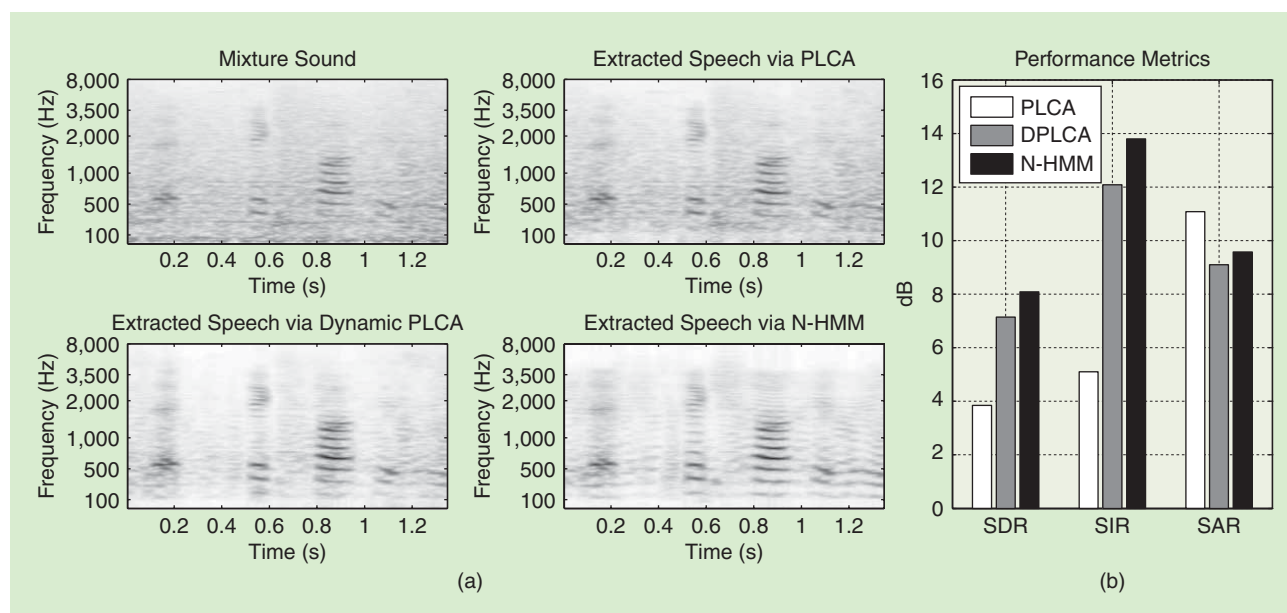 Mixture Sound
8,000
3,500
2,000
1,000
500
100
Frequency (Hz)
0.2 0.4 0.6 0.8 1 1.2
Time (s)
Extracted Speech via PLCA
8,000
3,500
2,000
1,000
500
100
Frequency (Hz)
0.2 0.4 0.6 0.8 1 1.2
Time (s)
Extracted Speech via Dynamic PLCA
8,000
3,500
2,000
1,000
500
100
Frequency (Hz)
0.2 0.4 0.6 0.8 1 1.2
Time (s)
Extracted Speech via N-HMM
8,000
3,500
2,000
1,000
500
100
Frequency (Hz)
0.2 0.4 0.6 0.8 1 1.2
Time (s)
(a)
Performance Metrics
16
14
12
10
8
6
4
2
0
dB
PLCA
DPLCA
N-HMM
SDR SIR SAR
(b)